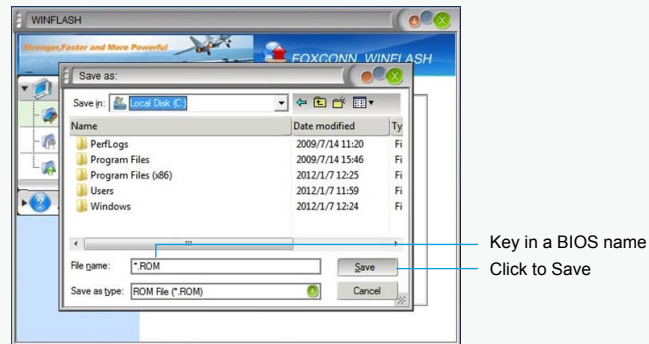 WINFLASH
Stronger,Faster and More Powerful
FOXCONN WINFLASH
Save as:
Save in: Local Disk (C:)
Name Date modified Ty
PerfLogs 2009/7/14 11:20 Fi
Program Files 2009/7/14 15:46 Fi
Program Files (x86) 2012/1/7 12:25 Fi
Users 2012/1/7 11:59 Fi
Windows 2012/1/7 12:24 Fi
Key in a BIOS name
File name: *.ROM Save
Click to Save
Save as type: ROM File (*.ROM) Cancel